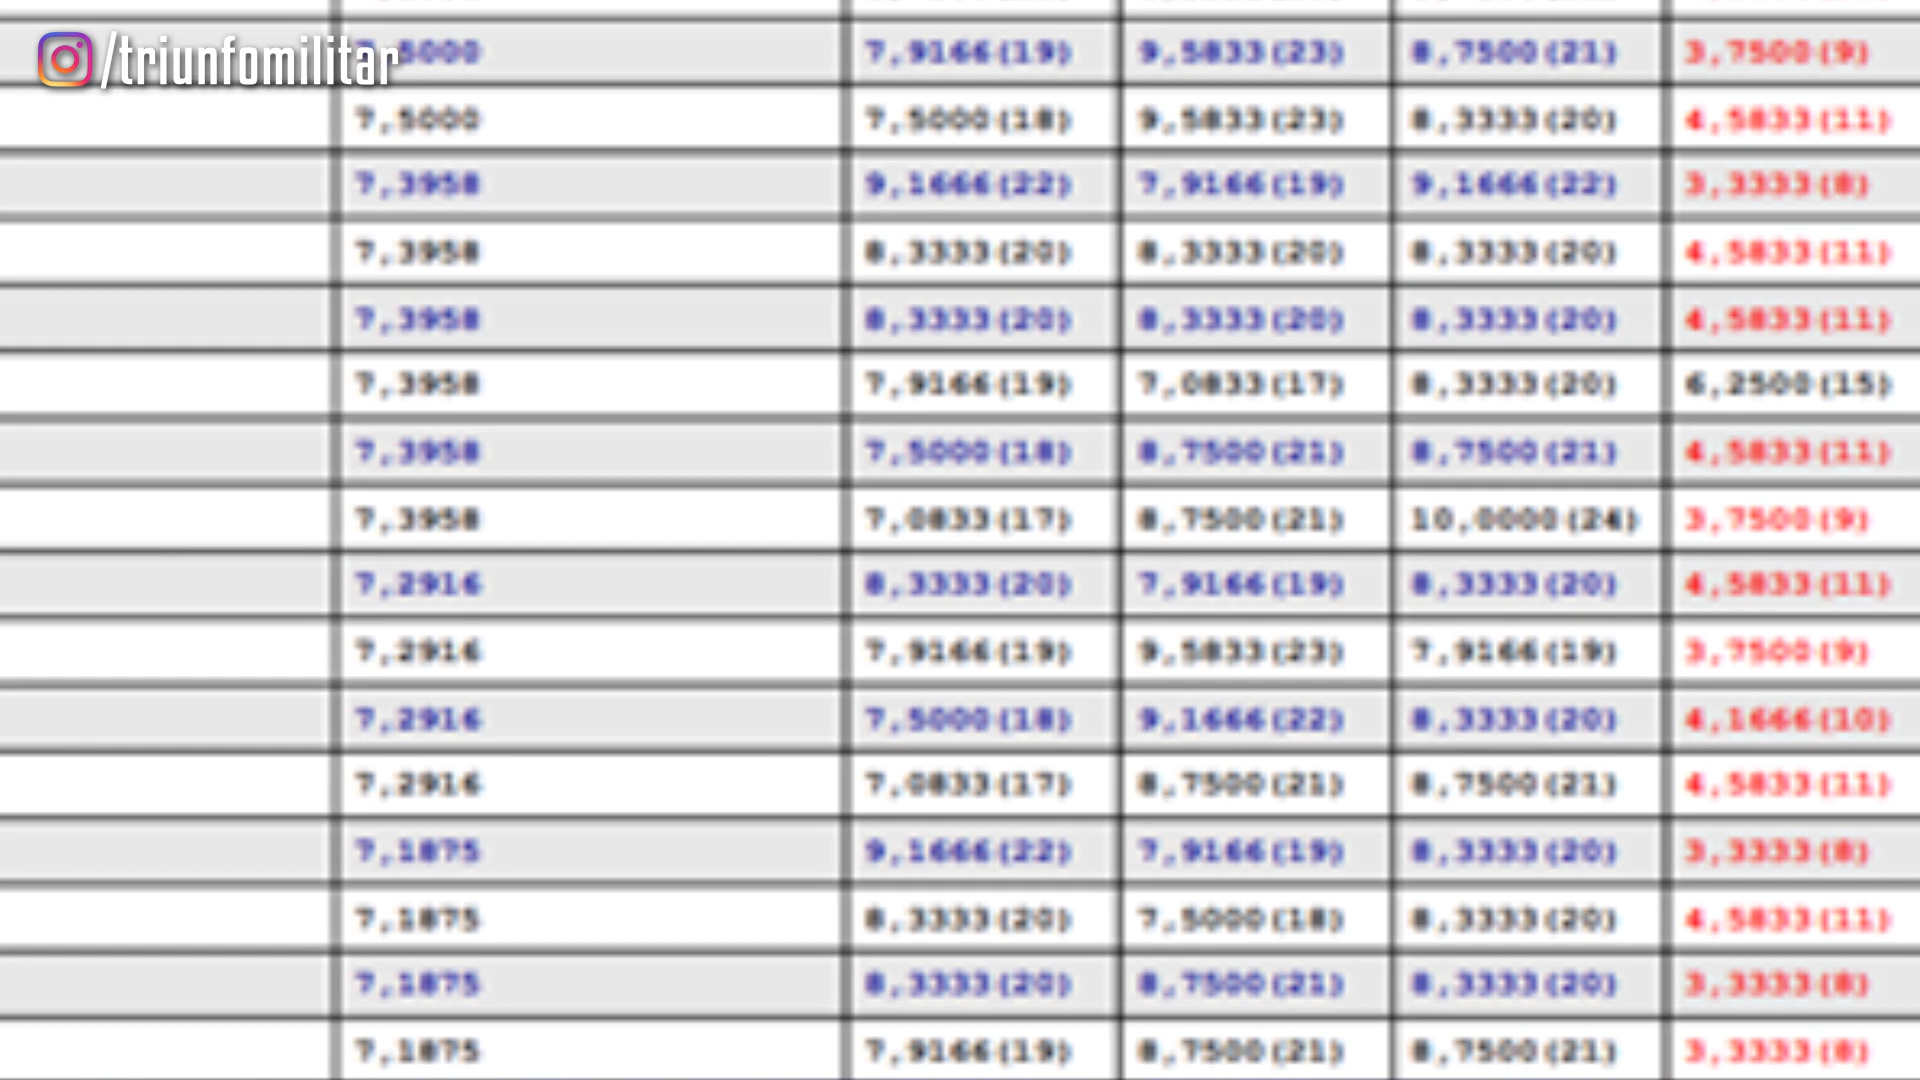 /triunfomilitar
5000 7,9166(19) 9,5833(23) 8,7500(21) 3,7500(9)
7,5000 7,5000(18) 9,5833(23) 8,3333(20) 4,5833(11)
7,3958 9,1666(22) 7,9166(19) 9,1666(22) 3,3333(8)
7,3958 8,3333(20) 8,3333(20) 8,3333(20) 4,5833(11)
7,3958 8,3333(20) 8,3333(20) 8,3333(20) 4,5833(11)
7,3958 7,9166(19) 7,0833(17) 8,3333(20) 6,2500(15)
7,3958 7,5000(18) 8,7500(21) 8,7500(21) 4,5833(11)
7,3958 7,0833(17) 8,7500(21) 10,0000(24) 3,7500(9)
7,2916 8,3333(20) 7,9166(19) 8,3333(20) 4,5833(11)
7,2916 7,9166(19) 9,5833(23) 7,9166(19) 3,7500(9)
7,2916 7,5000(18) 9,1666(22) 8,3333(20) 4,1666(10)
7,2916 7,0833(17) 8,7500(21) 8,7500(21) 4,5833(11)
7,1875 9,1666(22) 7,9166(19) 8,3333(20) 3,3333(8)
7,1875 8,3333(20) 7,5000(18) 8,3333(20) 4,5833(11)
7,1875 8,3333(20) 8,7500(21) 8,3333(20) 3,3333(8)
7,1875 7,9166(19) 8,7500(21) 8,7500(21) 3,3333(8)